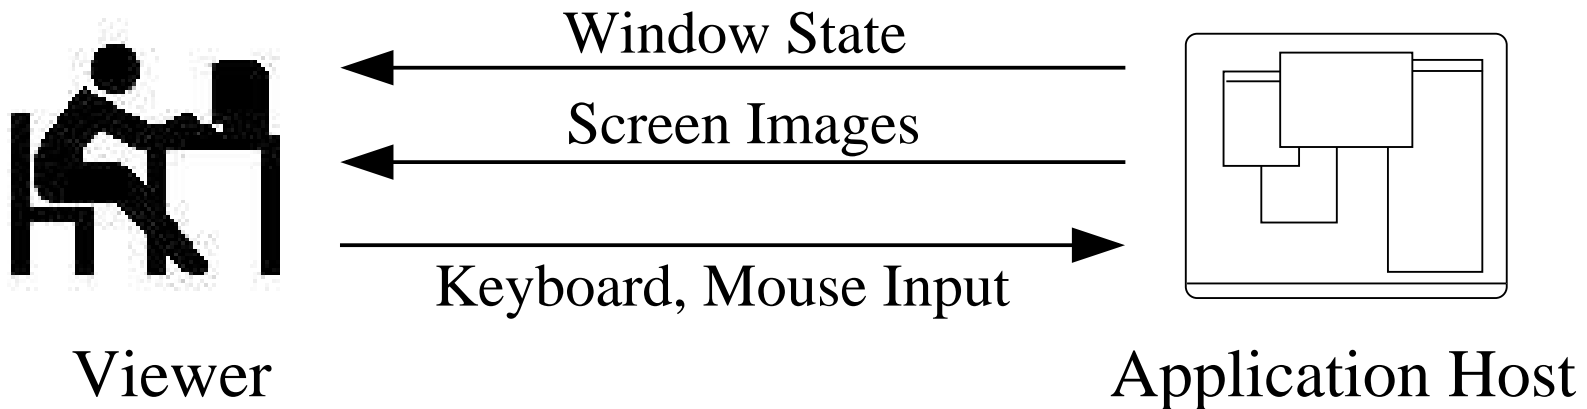 Window State
Screen Images
Keyboard, Mouse Input
Viewer
Application Host